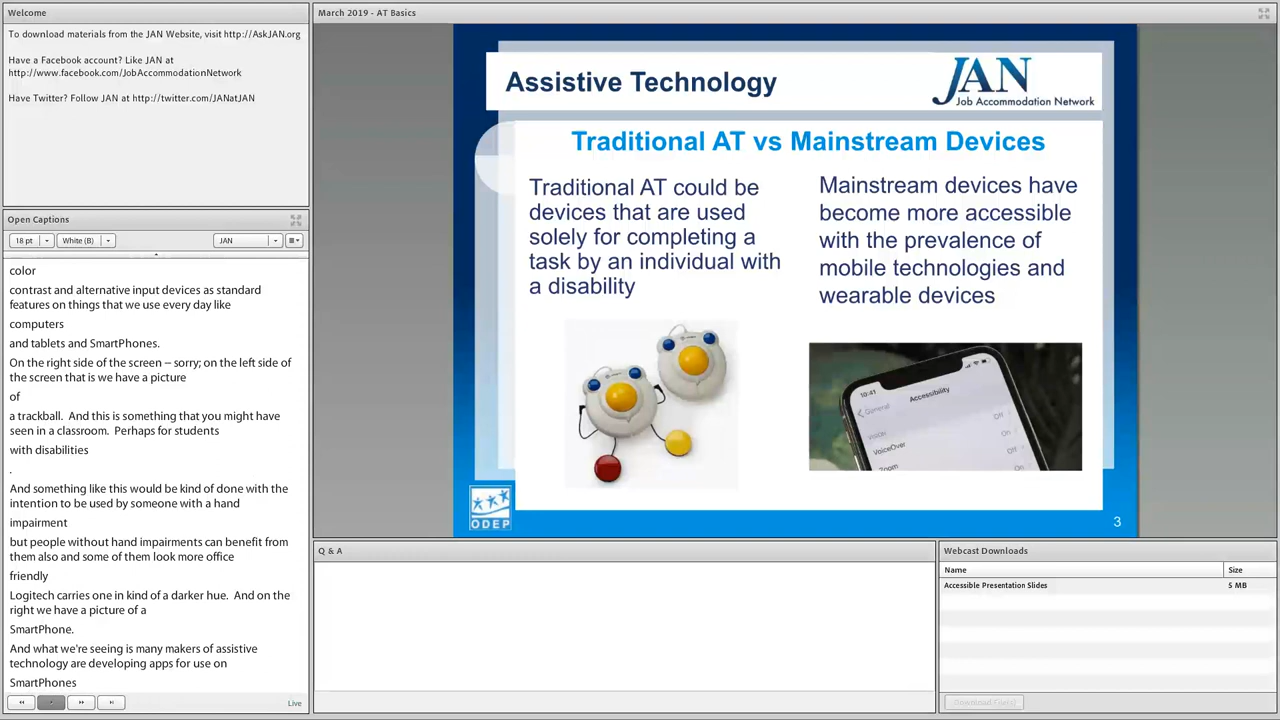 Welcome
To download materials from the JAN Website, visit http://AskJAN.org
Have a Facebook account? Like JAN at
http://www.facebook.com/JobAccommodationNetwork
Have Twitter? Follow JAN at http://twitter.com/JANatJAN
Open Captions
18 pt
White (B)
JAN
color
contrast and alternative input devices as standard
features on things that we use every day like
computers
and tablets and SmartPhones.
On the right side of the screen – sorry; on the left side of
the screen that is we have a picture
of
a trackball.  And this is something that you might have
seen in a classroom.  Perhaps for students
with disabilities
.
And something like this would be kind of done with the
intention to be used by someone with a hand
impairment
but people without hand impairments can benefit from
them also and some of them look more office
friendly
Logitech carries one in kind of a darker hue.  And on the
right we have a picture of a
SmartPhone.
And what we're seeing is many makers of assistive
technology are developing apps for use on
SmartPhones
Live
March 2019 - AT Basics
Assistive Technology
JAN
Job Accommodation Network
Traditional AT vs Mainstream Devices
Traditional AT could be
devices that are used
solely for completing a
task by an individual with
a disability
Mainstream devices have
become more accessible
with the prevalence of
mobile technologies and
wearable devices
10:41
General
Accessibility
VISION
Off
VoiceOver
On
Zoom
Off
On
ODEP
3
Q & A
Webcast Downloads
Name
Size
Accessible Presentation Slides
5 MB
Download File(s)